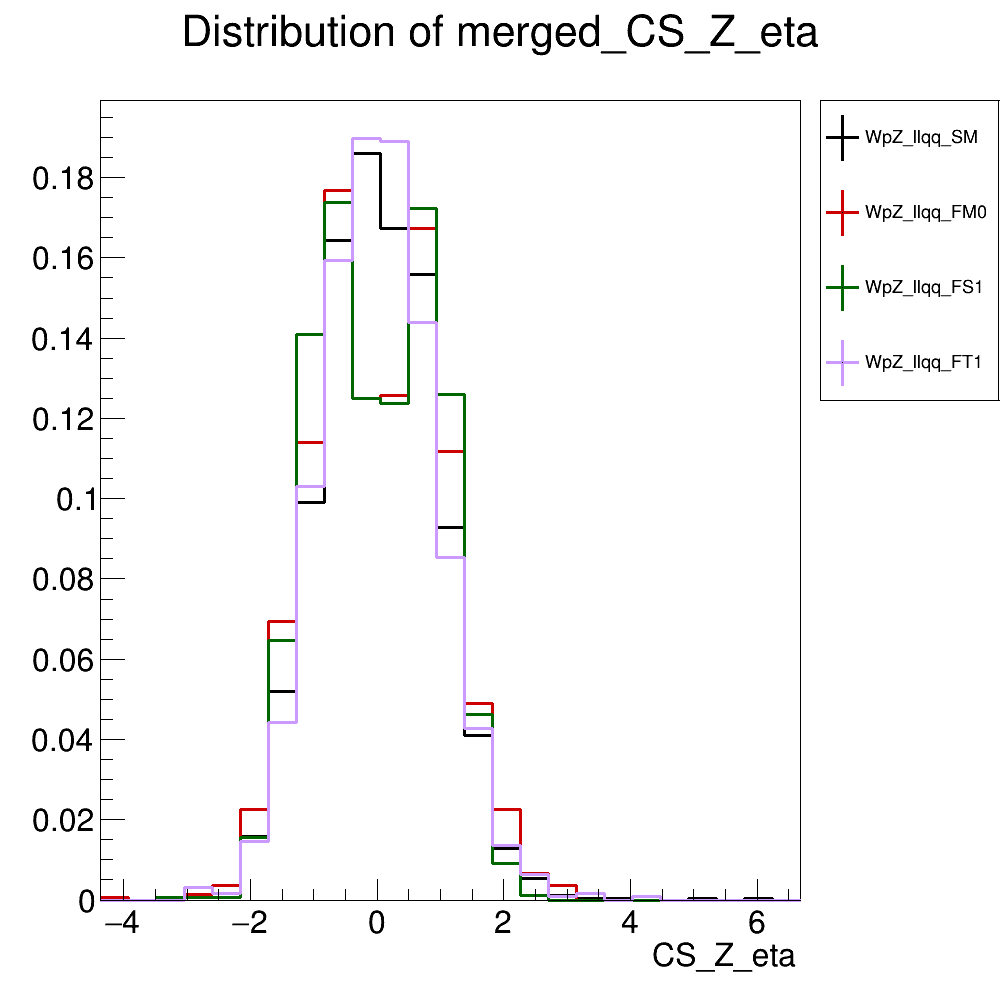 Distribution of merged_CS_Z_eta
WpZ_llqq_SM
WpZ_llqq_FM0
WpZ_llqq_FS1
WpZ_llqq_FT1
0.18
0.16
0.14
0.12
0.1
0.08
0.06
0.04
0.02
0
−4 −2 0 2 4 6
CS_Z_eta